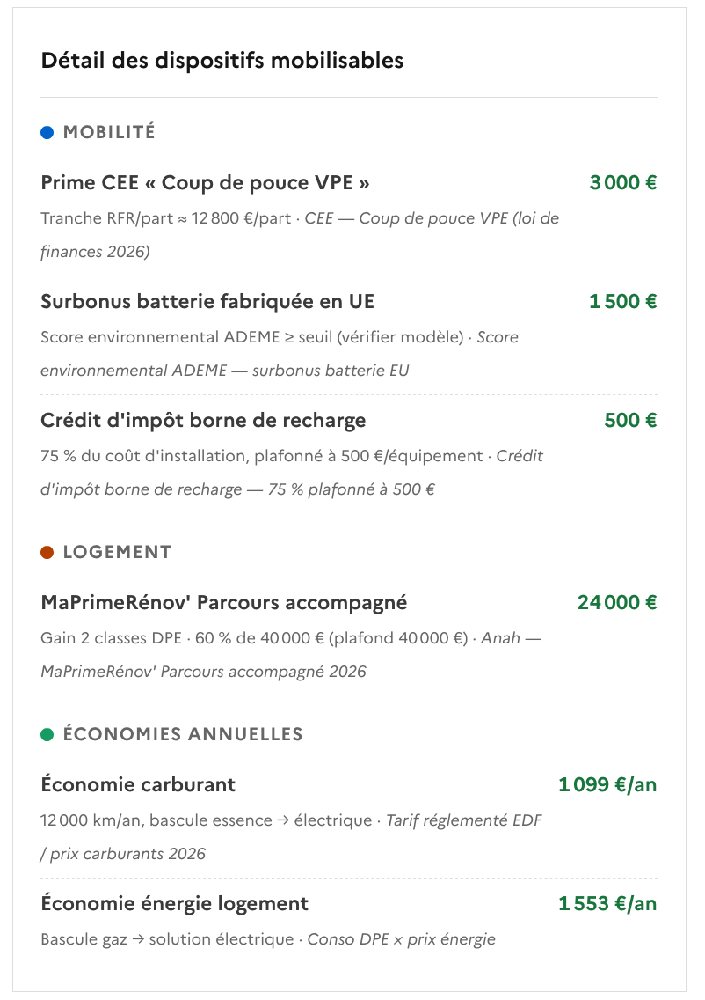 Détail des dispositifs mobilisables
MOBILITÉ
Prime CEE « Coup de pouce VPE » 3 000 €
Tranche RFR/part ≈ 12 800 €/part · CEE — Coup de pouce VPE (loi de
finances 2026)
Surbonus batterie fabriquée en UE 1 500 €
Score environnemental ADEME ≥ seuil (vérifier modèle) · Score
environnemental ADEME — surbonus batterie EU
Crédit d'impôt borne de recharge 500 €
75 % du coût d'installation, plafonné à 500 €/équipement · Crédit
d'impôt borne de recharge — 75 % plafonné à 500 €
LOGEMENT
MaPrimeRénov' Parcours accompagné 24 000 €
Gain 2 classes DPE · 60 % de 40 000 € (plafond 40 000 €) · Anah —
MaPrimeRénov' Parcours accompagné 2026
ÉCONOMIES ANNUELLES
Économie carburant 1 099 €/an
12 000 km/an, bascule essence → électrique · Tarif réglementé EDF
/ prix carburants 2026
Économie énergie logement 1 553 €/an
Bascule gaz → solution électrique · Conso DPE × prix énergie